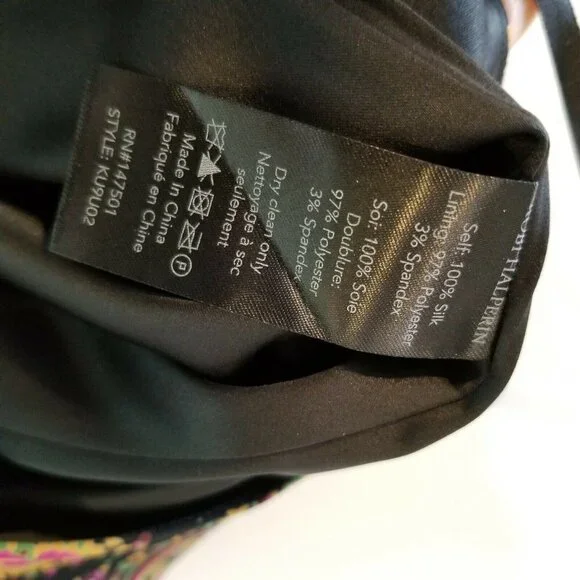 HALPERIN
Self: 100% Silk
Lining: 97% Polyester
3% Spandex
Soi: 100% Soie
Doublure:
97% Polyester
3% Spandex
Dry clean only
Nettoyage à sec
seulement
P
Made In China
Fabriqué en Chine
RN#147501
STYLE: KU9U02